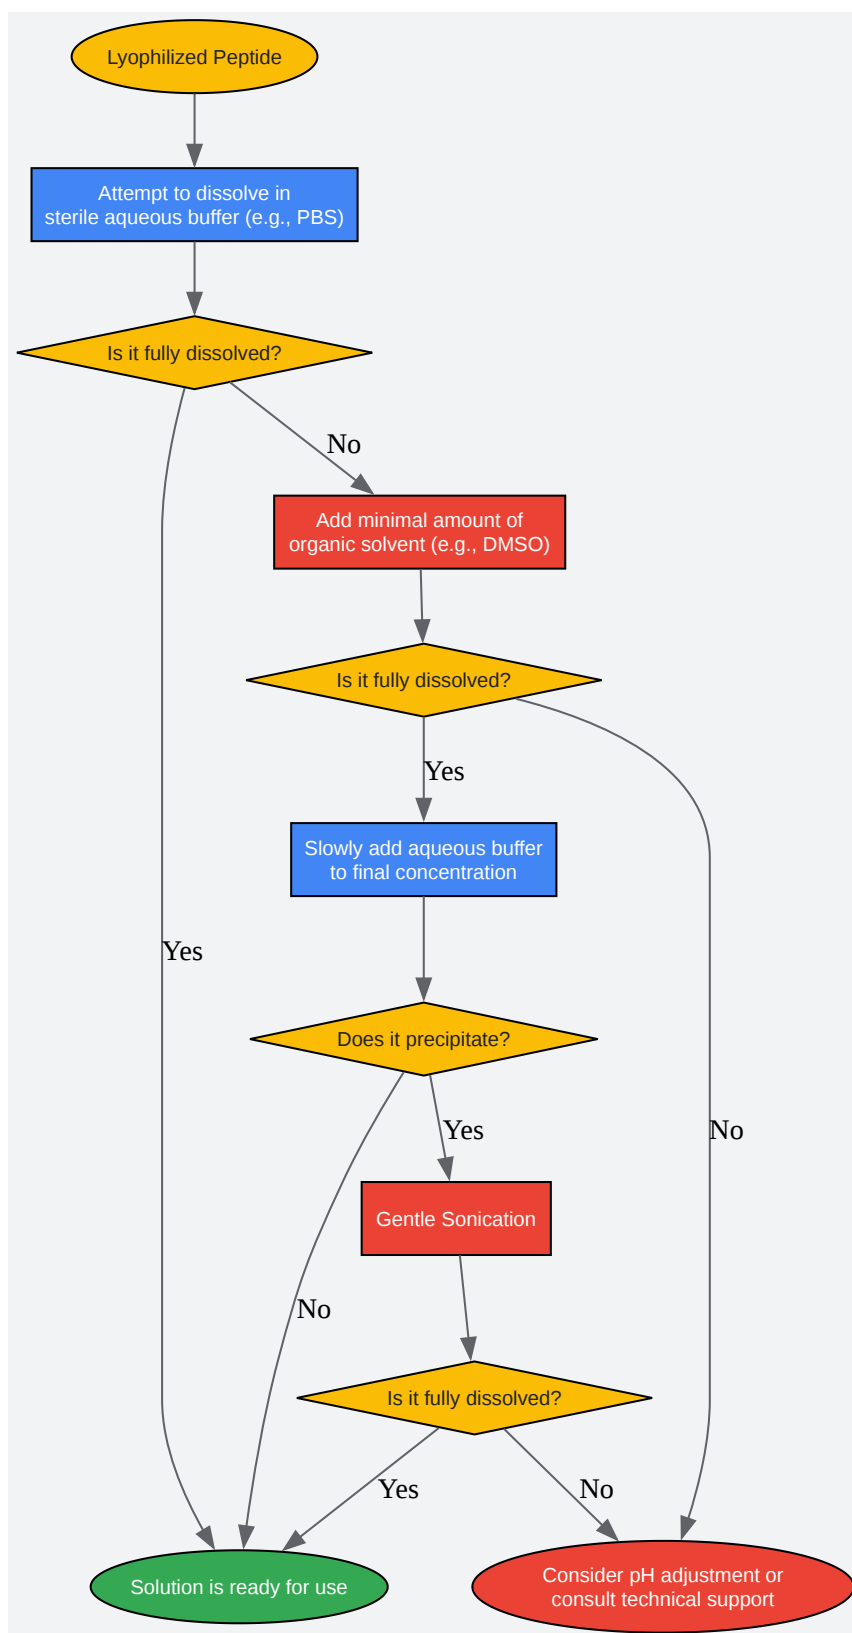 Lyophilized Peptide
Attempt to dissolve in
sterile aqueous buffer (e.g., PBS)
Is it fully dissolved?
No
Add minimal amount of
organic solvent (e.g., DMSO)
Is it fully dissolved?
Yes
Slowly add aqueous buffer
to final concentration
Yes
Does it precipitate?
Yes
No
Gentle Sonication
No
Is it fully dissolved?
Yes
No
Solution is ready for use
Consider pH adjustment or
consult technical support